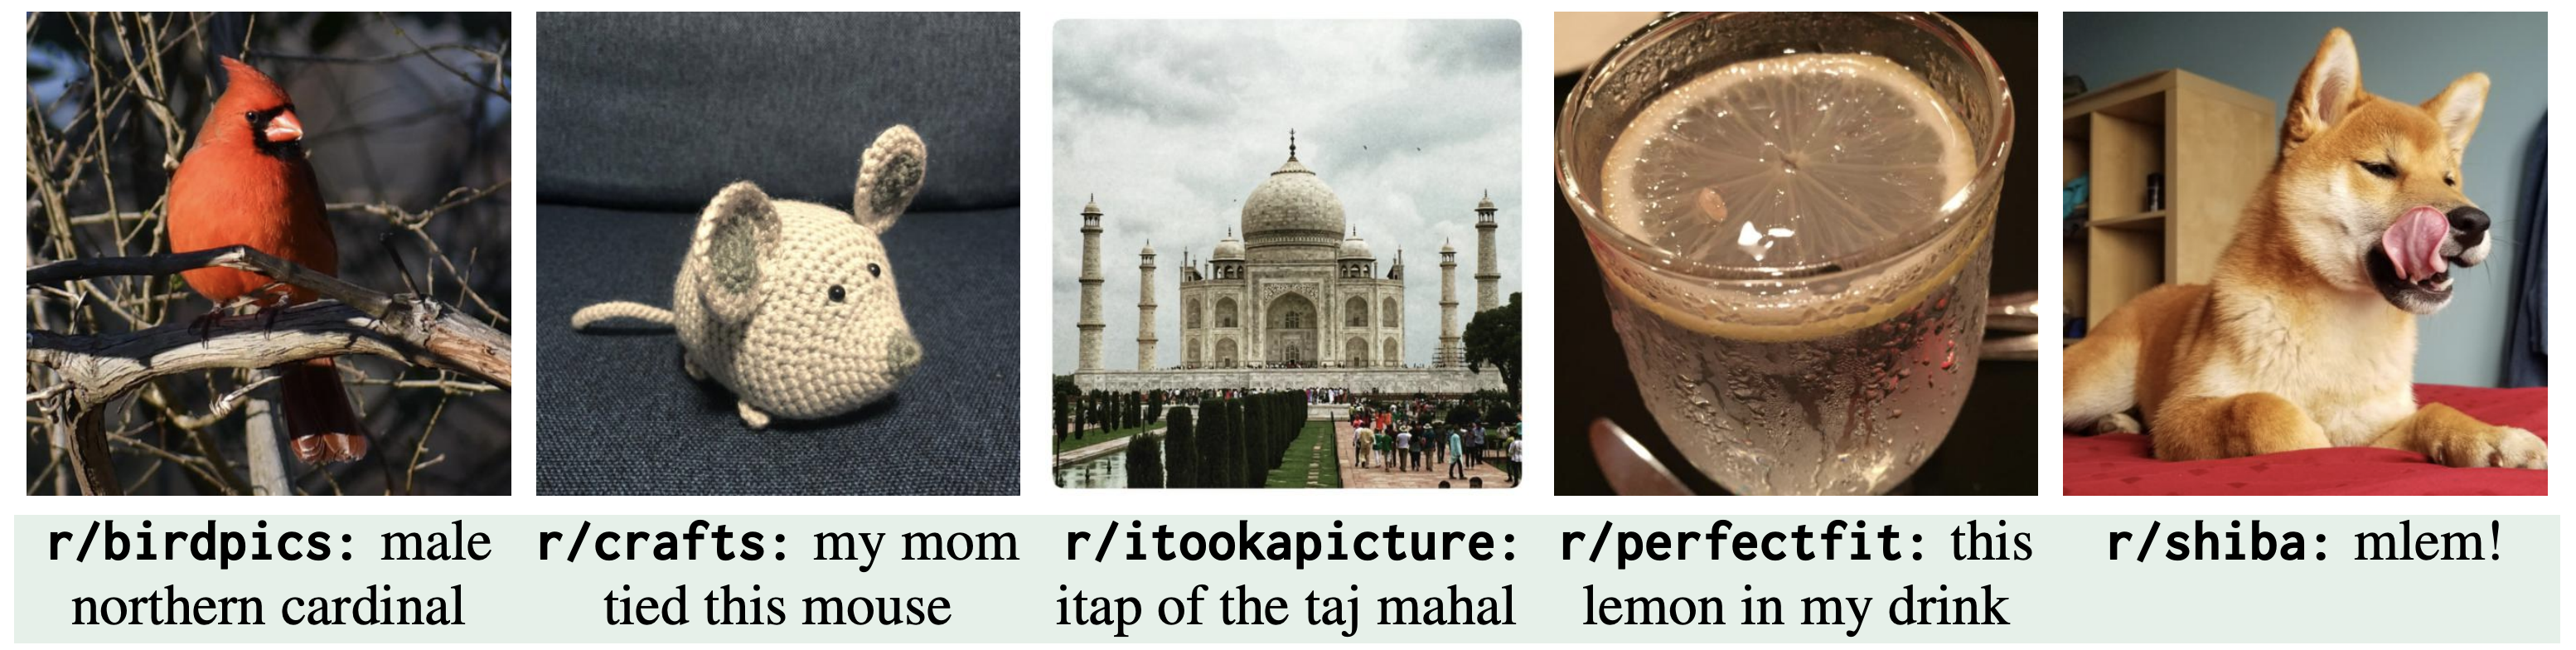 r/birdpics: male
northern cardinal
r/crafts: my mom
tied this mouse
r/itookapicture:
itap of the taj mahal
r/perfectfit: this
lemon in my drink
r/shiba: mlem!